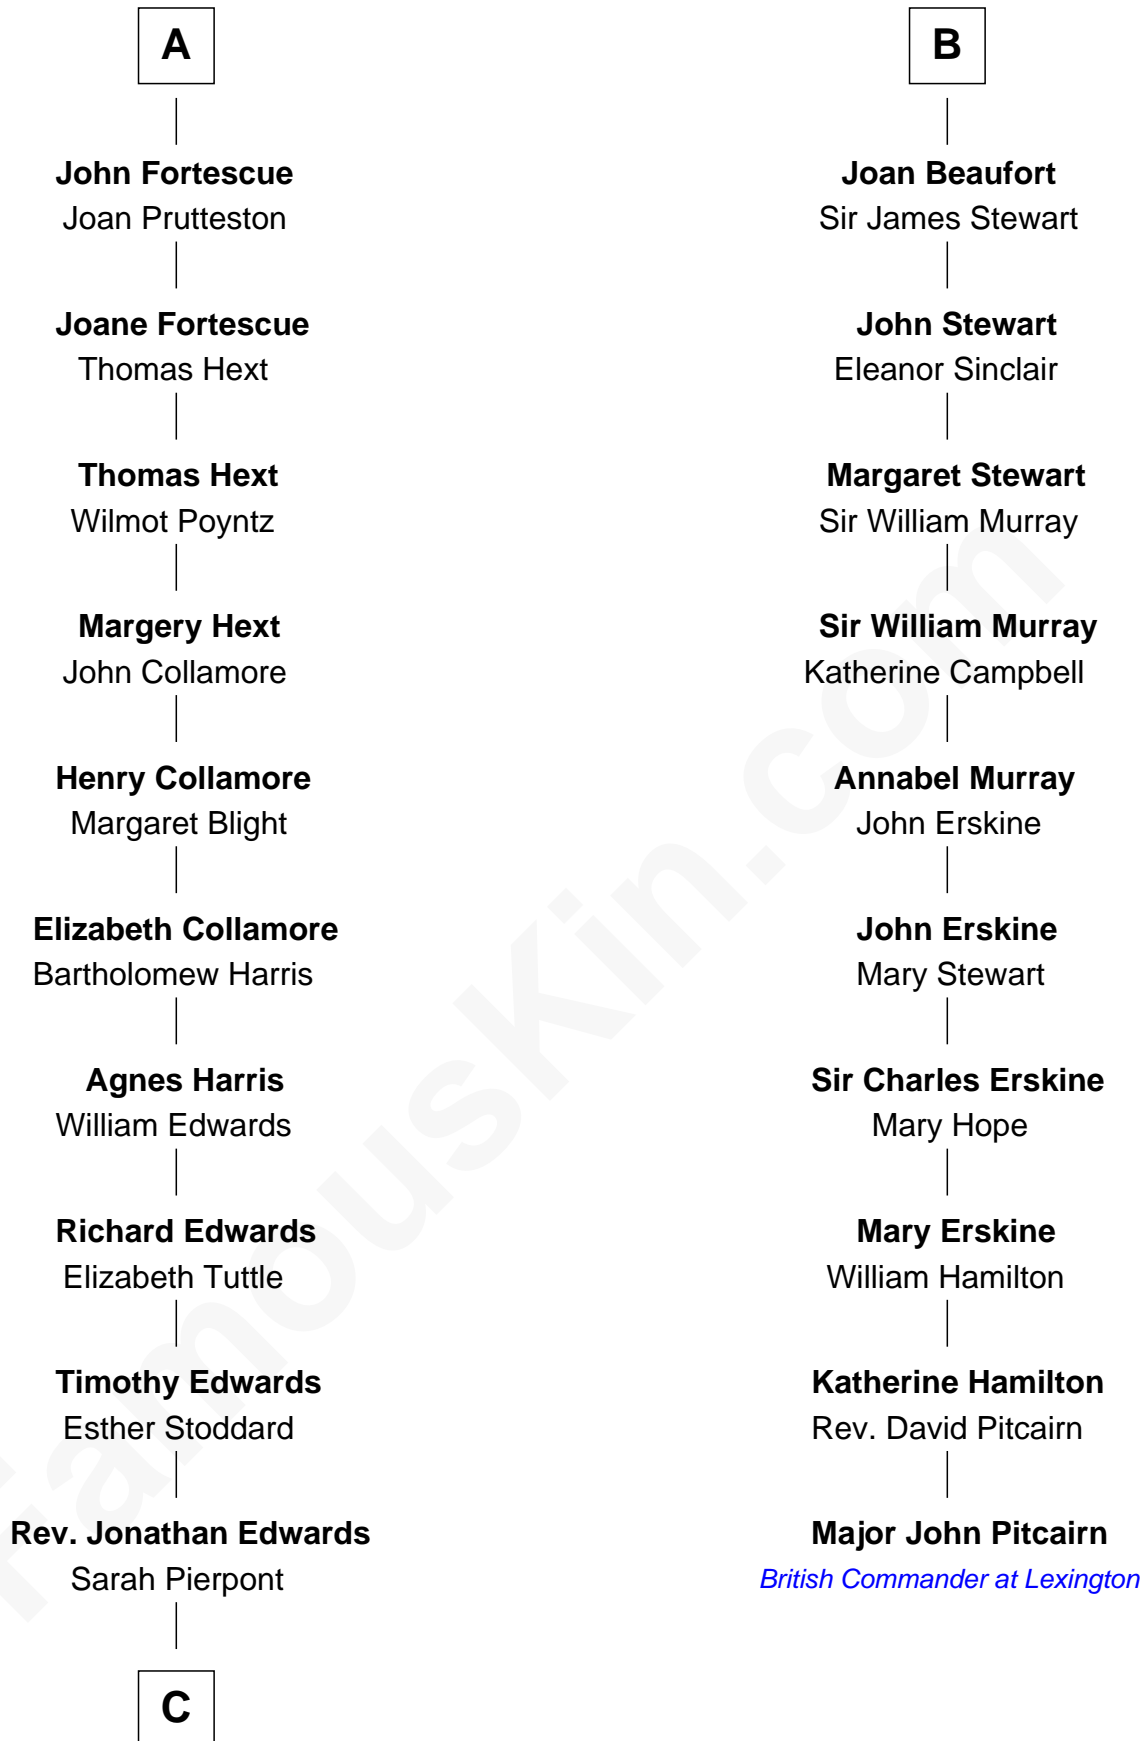 A
John Fortescue
Joan Prutteston
Joane Fortescue
Thomas Hext
Thomas Hext
Wilmot Poyntz
Margery Hext
John Collamore
Henry Collamore
Margaret Blight
Elizabeth Collamore
Bartholomew Harris
Agnes Harris
William Edwards
Richard Edwards
Elizabeth Tuttle
Timothy Edwards
Esther Stoddard
Rev. Jonathan Edwards
Sarah Pierpont
C
B
Joan Beaufort
Sir James Stewart
John Stewart
Eleanor Sinclair
Margaret Stewart
Sir William Murray
Sir William Murray
Katherine Campbell
Annabel Murray
John Erskine
John Erskine
Mary Stewart
Sir Charles Erskine
Mary Hope
Mary Erskine
William Hamilton
Katherine Hamilton
Rev. David Pitcairn
Major John Pitcairn
British Commander at Lexington
FamousKin.com